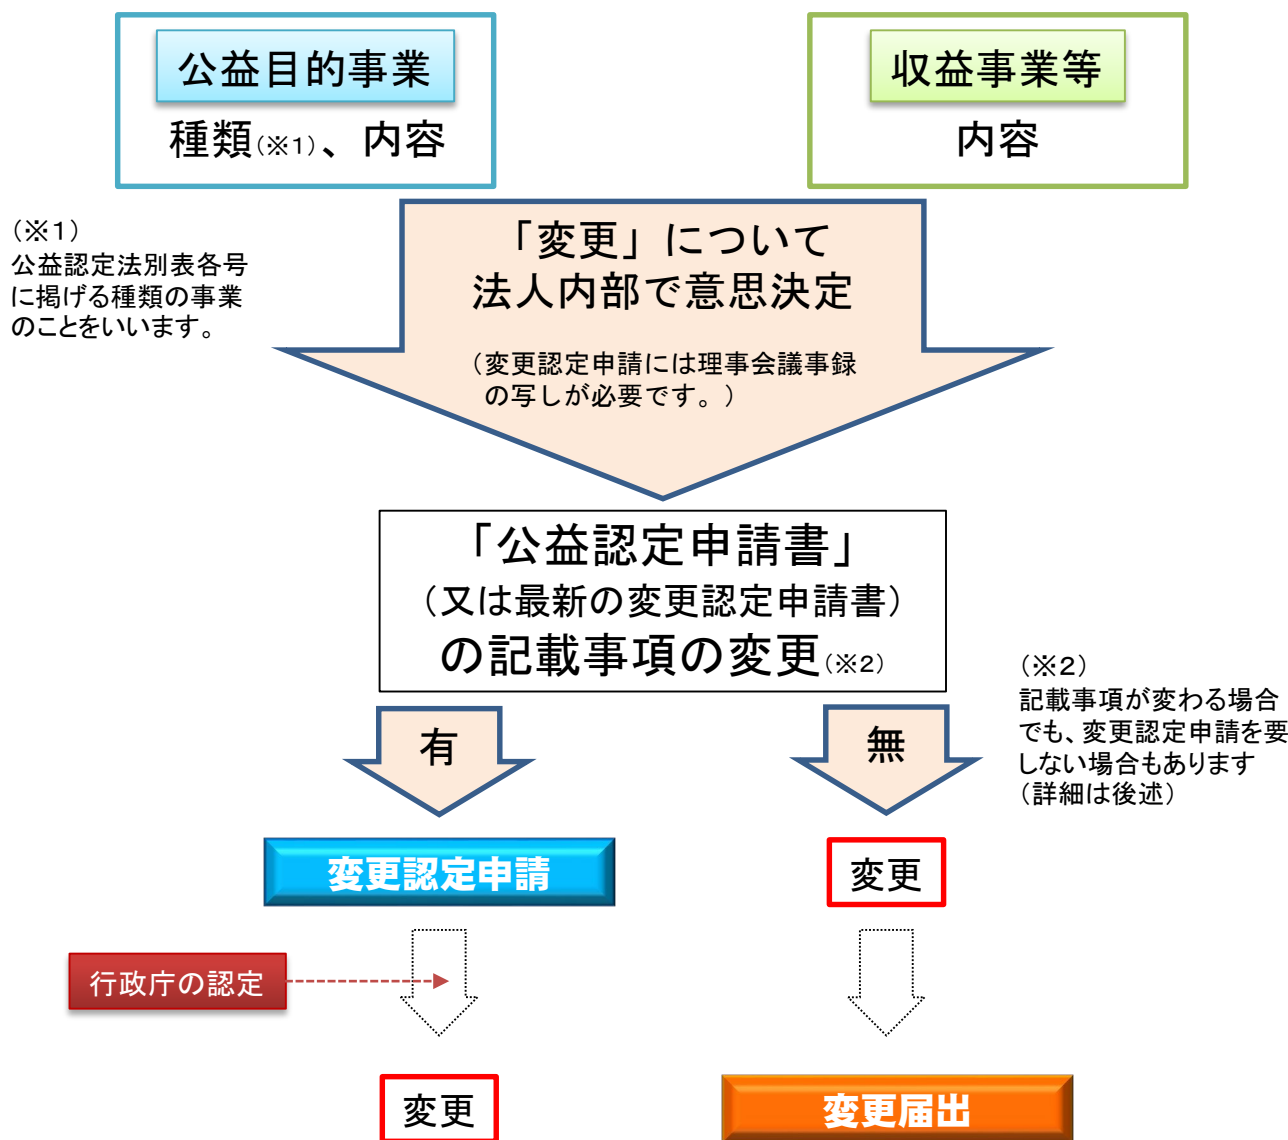 公益目的事業
種類(※1)、内容
収益事業等
内容
(※1)
公益認定法別表各号
に掲げる種類の事業
のことをいいます。
「変更」について
法人内部で意思決定
（変更認定申請には理事会議事録
の写しが必要です。）
「公益認定申請書」
（又は最新の変更認定申請書）
の記載事項の変更(※2)
(※2)
記載事項が変わる場合
でも、変更認定申請を要
しない場合もあります
（詳細は後述）
有
無
変更認定申請
変更
行政庁の認定
変更
変更届出